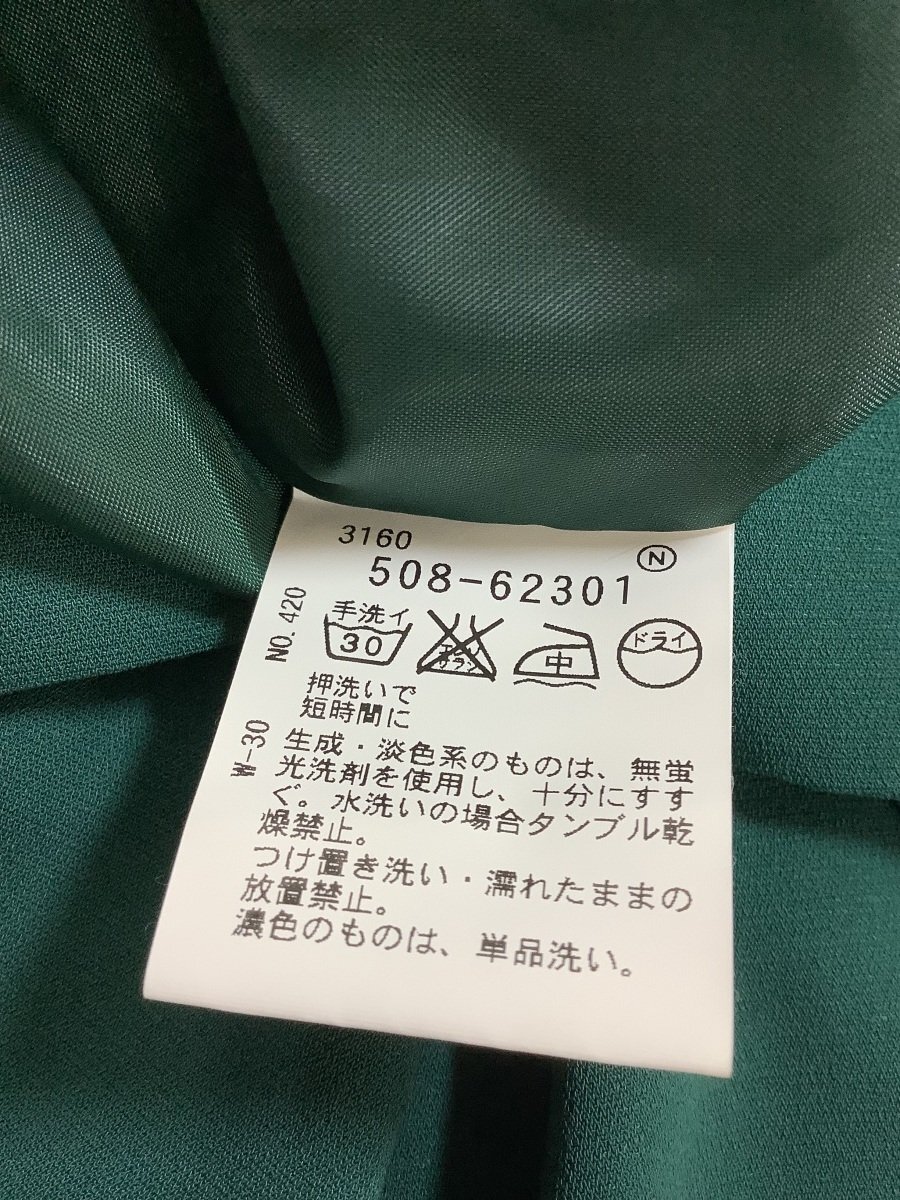 3160
508-62301
N
NO. 420
手洗イ
30
中
ドライ
押洗いで
短時間に
W-30
生成・淡色系のものは、無蛍
光洗剤を使用し、十分にすす
ぐ。水洗いの場合タンブル乾
燥禁止。
つけ置き洗い・濡れたままの
放置禁止。
濃色のものは、単品洗い。